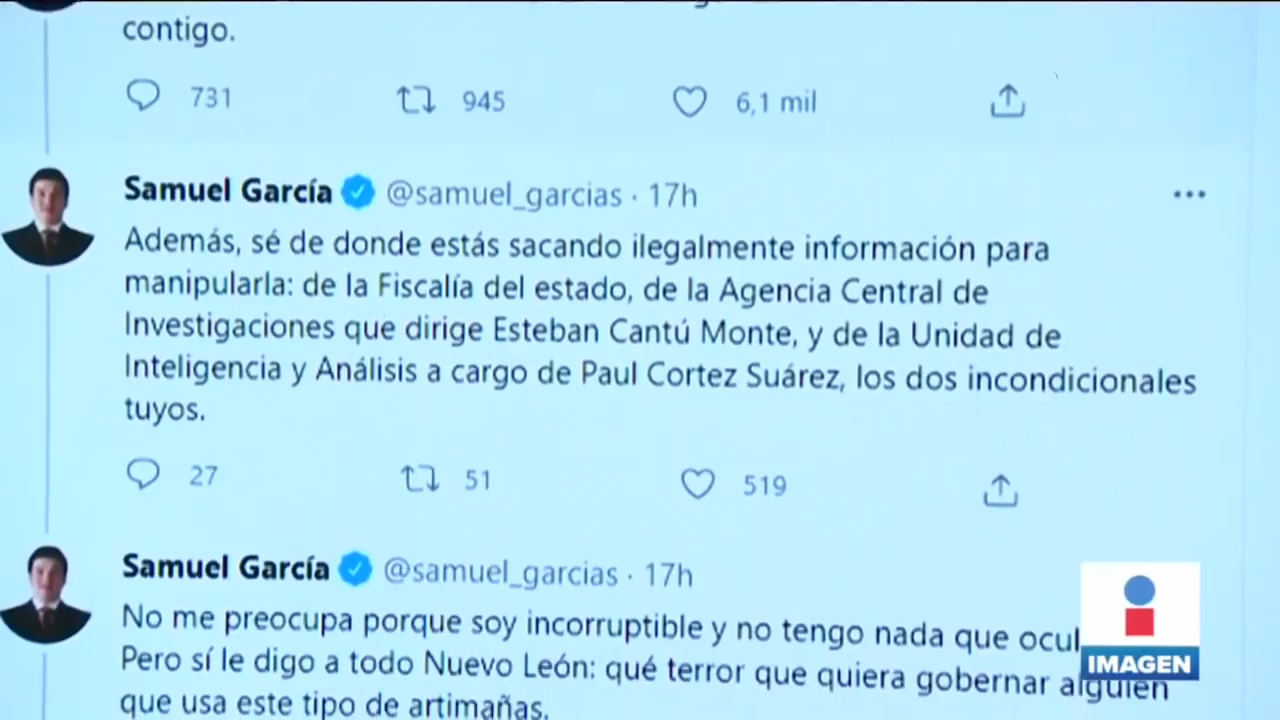 contigo.
731 945 6,1 mil
Samuel García @samuel_garcias · 17h
Además, sé de donde estás sacando ilegalmente información para
manipularla: de la Fiscalía del estado, de la Agencia Central de
Investigaciones que dirige Esteban Cantú Monte, y de la Unidad de
Inteligencia y Análisis a cargo de Paul Cortez Suárez, los dos incondicionales
tuyos.
27 51 519
Samuel García @samuel_garcias · 17h
No me preocupa porque soy incorruptible y no tengo nada que ocul
Pero sí le digo a todo Nuevo León: qué terror que quiera gobernar alguien
que usa este tipo de artimañas.
IMAGEN